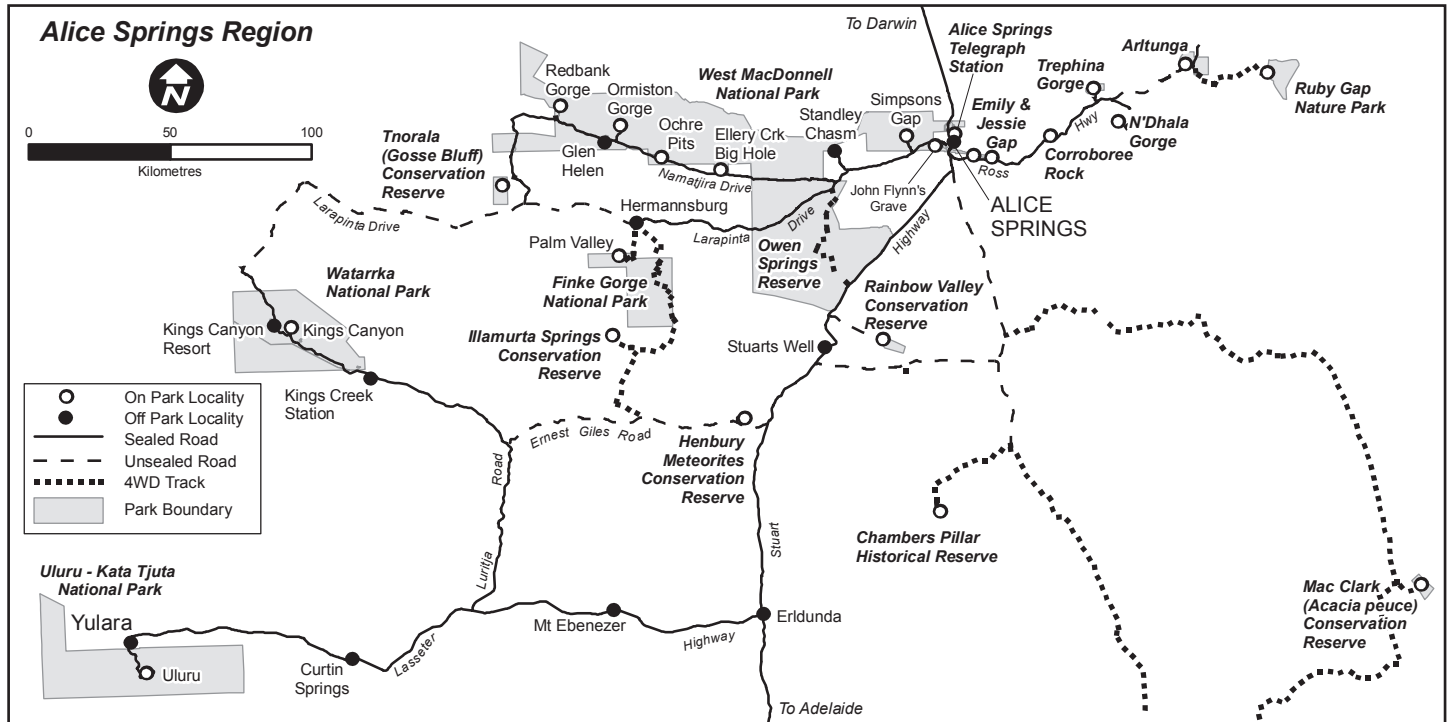 Alice Springs Region
N
0 50 100
Kilometres
To Darwin
Alice Springs
Telegraph
Station
Arltunga
Trephina
Gorge
Ruby Gap
Nature Park
Redbank
Gorge
Ormiston
Gorge
West MacDonnell
National Park
Simpsons
Gap
Standley
Chasm
Emily &
Jessie
Gap
Hwy
N'Dhala
Gorge
Tnorala
(Gosse Bluff)
Conservation
Reserve
Ochre
Pits
Ellery Crk
Big Hole
Glen
Helen
Namatjira Drive
Corroboree
Rock
Ross
John Flynn's
Grave
ALICE
SPRINGS
Larapinta Drive
Hermannsburg
Larapinta
Drive
Highway
Palm Valley
Owen
Springs
Reserve
Finke Gorge
National Park
Rainbow Valley
Conservation
Reserve
Watarrka
National Park
Kings Canyon
Resort
Kings Canyon
Illamurta Springs
Conservation
Reserve
Stuarts Well
Kings Creek
Station
Ernest Giles Road
Henbury
Meteorites
Conservation
Reserve
On Park Locality
Off Park Locality
Sealed Road
Unsealed Road
4WD Track
Park Boundary
Road
Luritja
Stuart
Chambers Pillar
Historical Reserve
Uluru - Kata Tjuta
National Park
Yulara
Uluru
Curtin
Springs
Lasseter
Mt Ebenezer
Highway
Erldunda
Mac Clark
(Acacia peuce)
Conservation
Reserve
To Adelaide